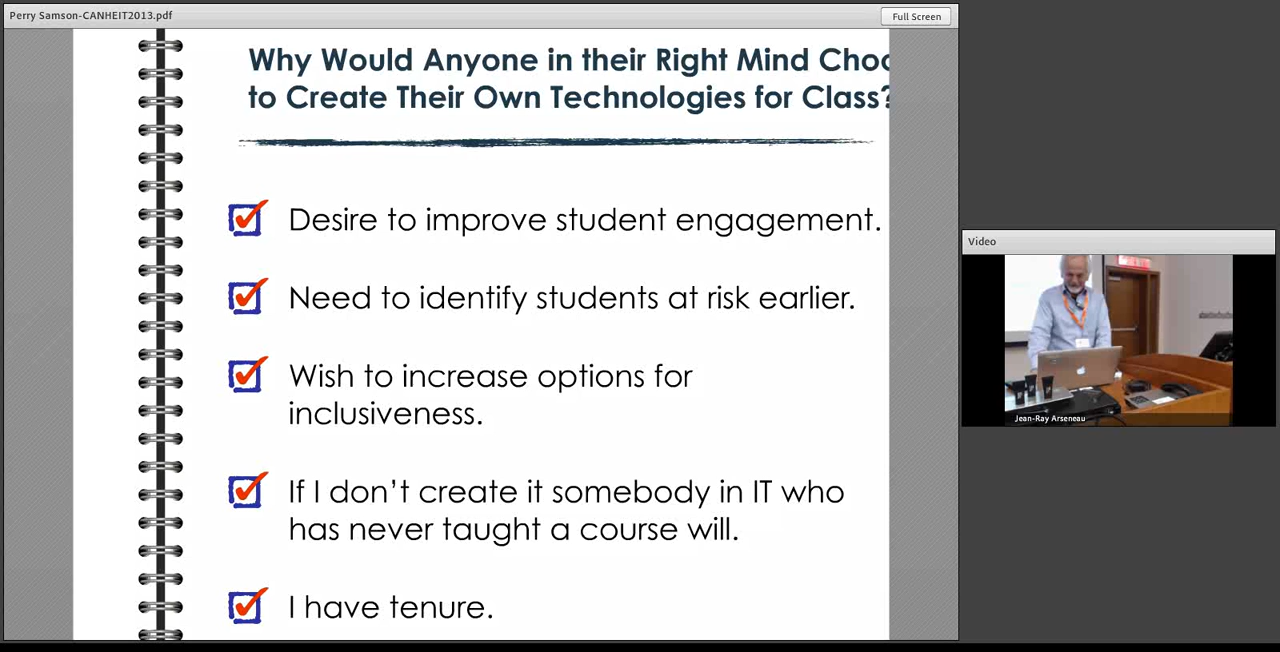 Perry Samson-CANHEIT2013.pdf
Full Screen
Why Would Anyone in their Right Mind Choo
to Create Their Own Technologies for Class?
Desire to improve student engagement.
Need to identify students at risk earlier.
Wish to increase options for
inclusiveness.
If I don't create it somebody in IT who
has never taught a course will.
I have tenure.
Video
Jean-Ray Arseneau